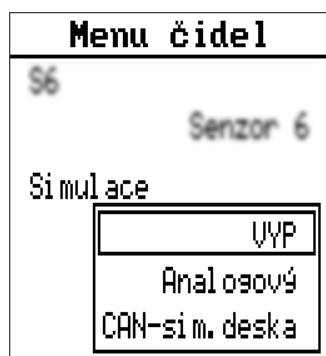 Menu čidel
S6
Senzor 6
Simulace
VYP
Analogový
CAN-sim.deska